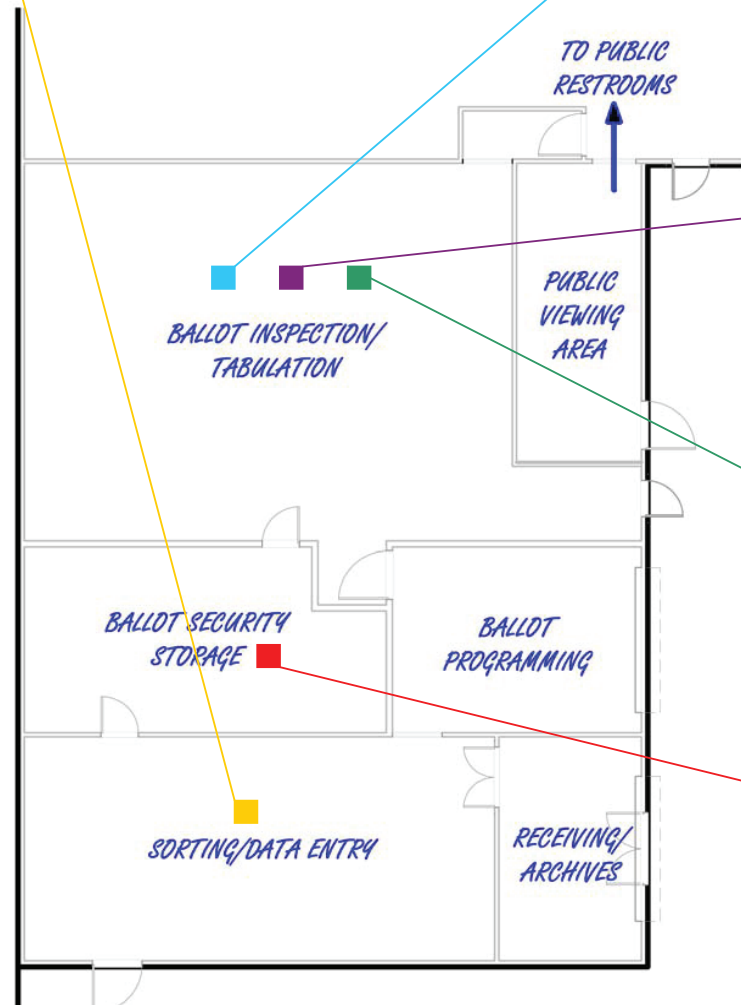 TO PUBLIC
RESTROOMS
PUBLIC
VIEWING
AREA
BALLOT INSPECTION/
TABULATION
BALLOT SECURITY
STORAGE
BALLOT
PROGRAMMING
SORTING/DATA ENTRY
RECEIVING/
ARCHIVES